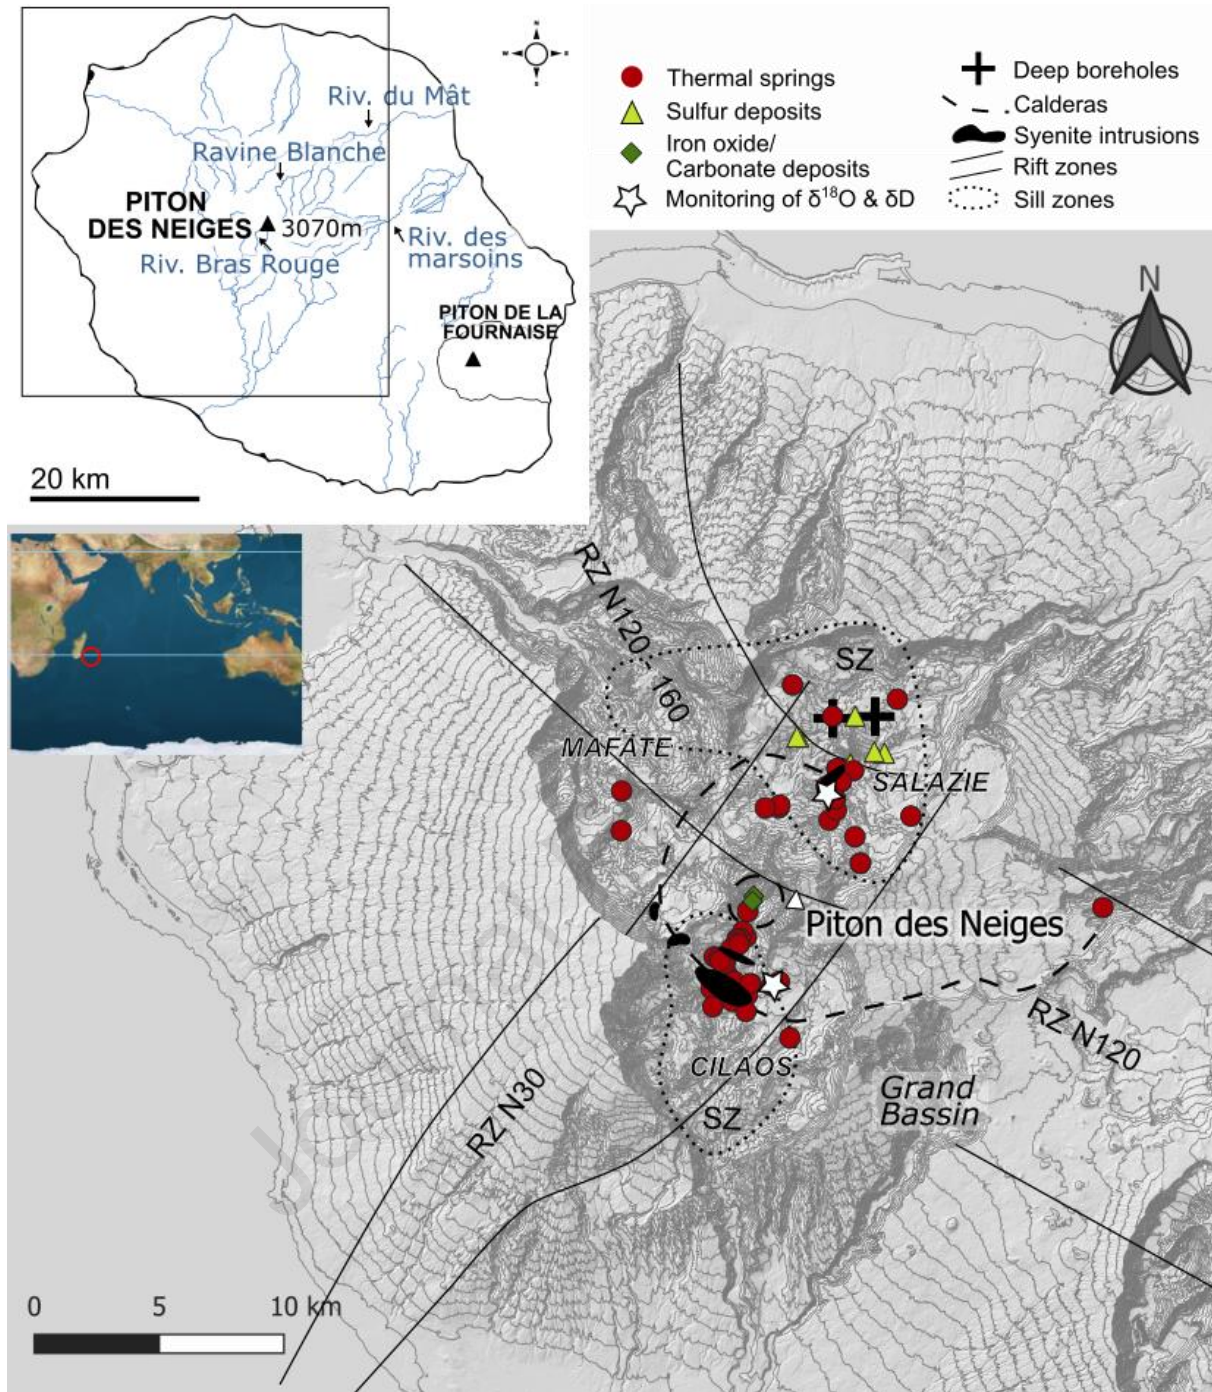 N
W
E
S
Riv. du Mât
Ravine Blanche
PITON
DES NEIGES
3070m
Riv. Bras Rouge
Riv. des
marsoins
PITON DE LA
FOURNAISE
20 km
Thermal springs
Sulfur deposits
Iron oxide/
Carbonate deposits
Monitoring of δ¹⁸O & δD
Deep boreholes
Calderas
Syenite intrusions
Rift zones
Sill zones
N
RZ N120 - 160
SZ
MAFATE
SALAZIE
Piton des Neiges
RZ N120
CILAOS
RZ N30
SZ
Grand
Bassin
0 5 10 km